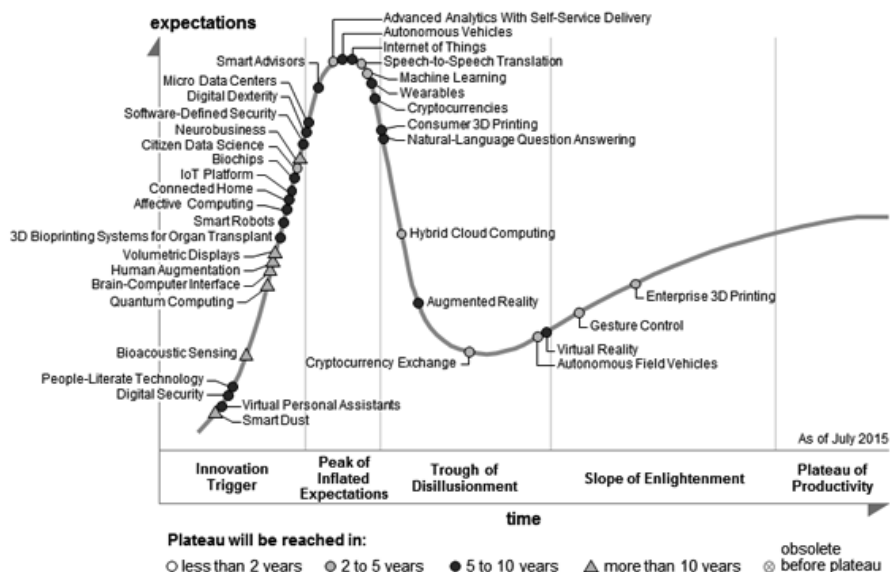 expectations
Advanced Analytics With Self-Service Delivery
Autonomous Vehicles
Internet of Things
Speech-to-Speech Translation
Machine Learning
Wearables
Cryptocurrencies
Consumer 3D Printing
Natural-Language Question Answering
Smart Advisors
Micro Data Centers
Digital Dexterity
Software-Defined Security
Neurobusiness
Citizen Data Science
Biochips
IoT Platform
Connected Home
Affective Computing
Smart Robots
3D Bioprinting Systems for Organ Transplant
Volumetric Displays
Human Augmentation
Brain-Computer Interface
Quantum Computing
Bioacoustic Sensing
People-Literate Technology
Digital Security
Virtual Personal Assistants
Smart Dust
Hybrid Cloud Computing
Augmented Reality
Cryptocurrency Exchange
Enterprise 3D Printing
Gesture Control
Virtual Reality
Autonomous Field Vehicles
As of July 2015
Innovation
Trigger
Peak of
Inflated
Expectations
Trough of
Disillusionment
Slope of Enlightenment
Plateau of
Productivity
time
Plateau will be reached in:
less than 2 years
2 to 5 years
5 to 10 years
more than 10 years
obsolete
before plateau